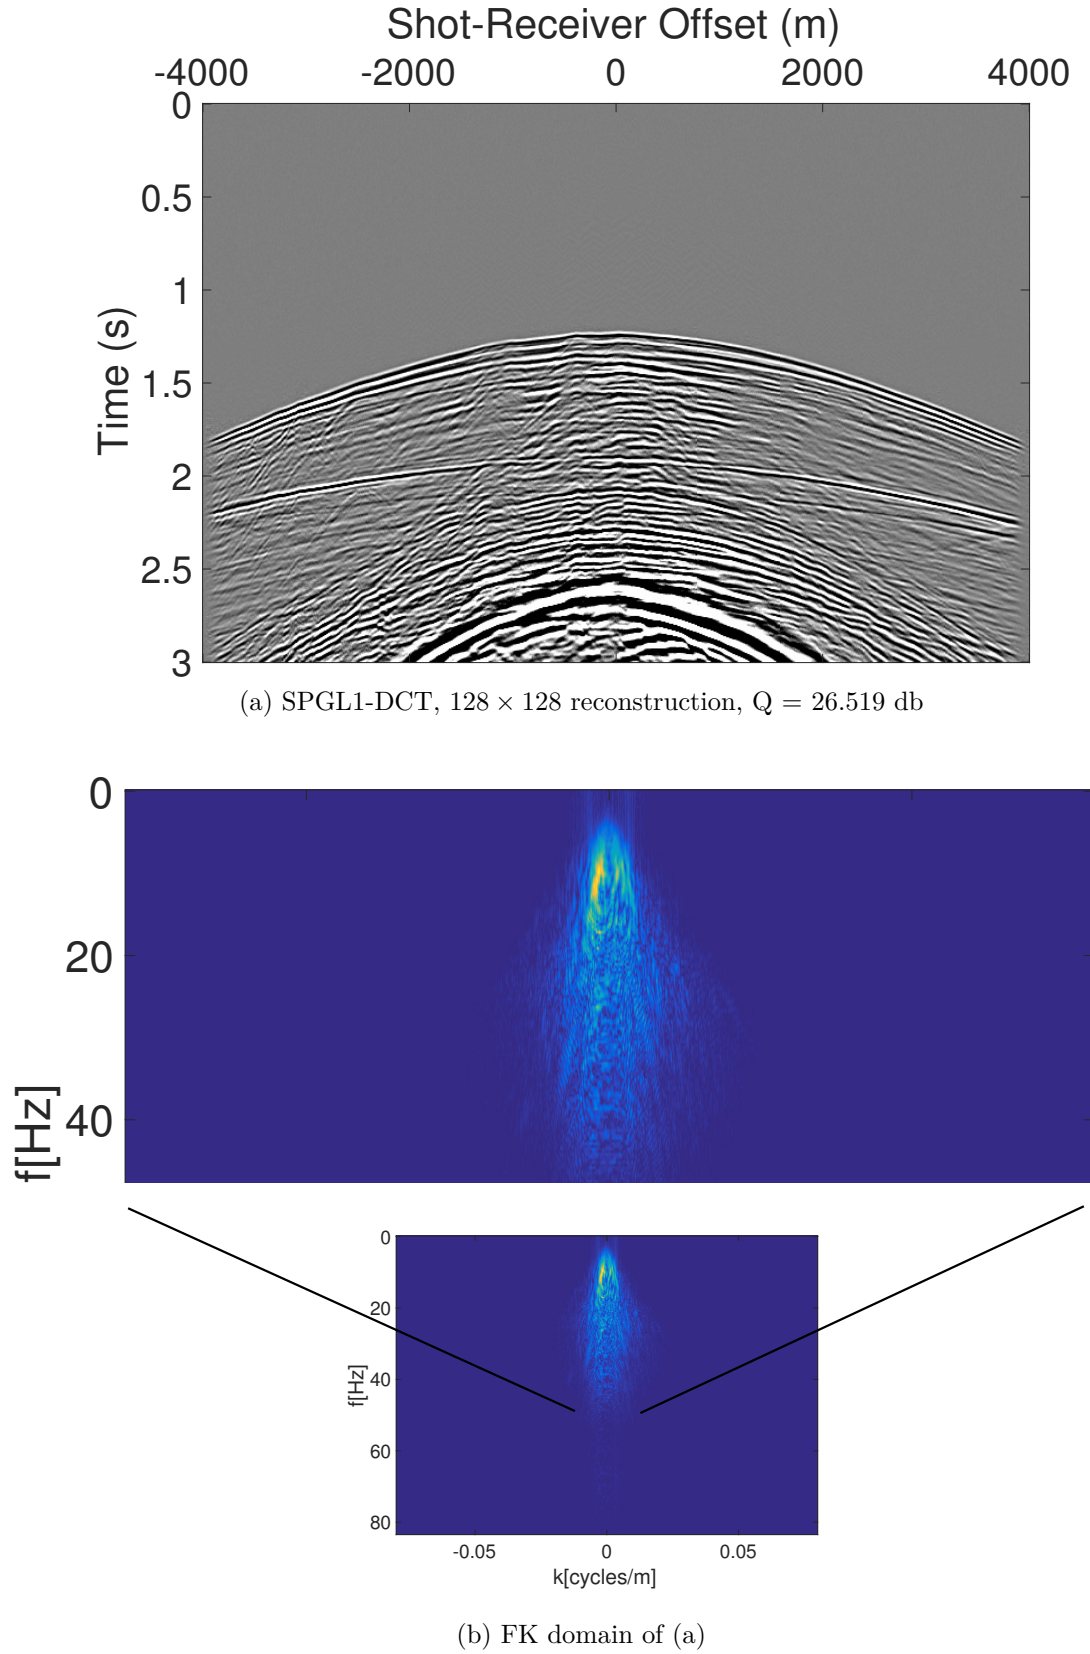 Shot-Receiver Offset (m)
-4000 -2000 0 2000 4000
0
0.5
1
1.5
2
2.5
3
Time (s)
(a) SPGL1-DCT, 128 × 128 reconstruction, Q = 26.519 db
0
20
40
f[Hz]
0
20
40
60
80
f[Hz]
-0.05 0 0.05
k[cycles/m]
(b) FK domain of (a)